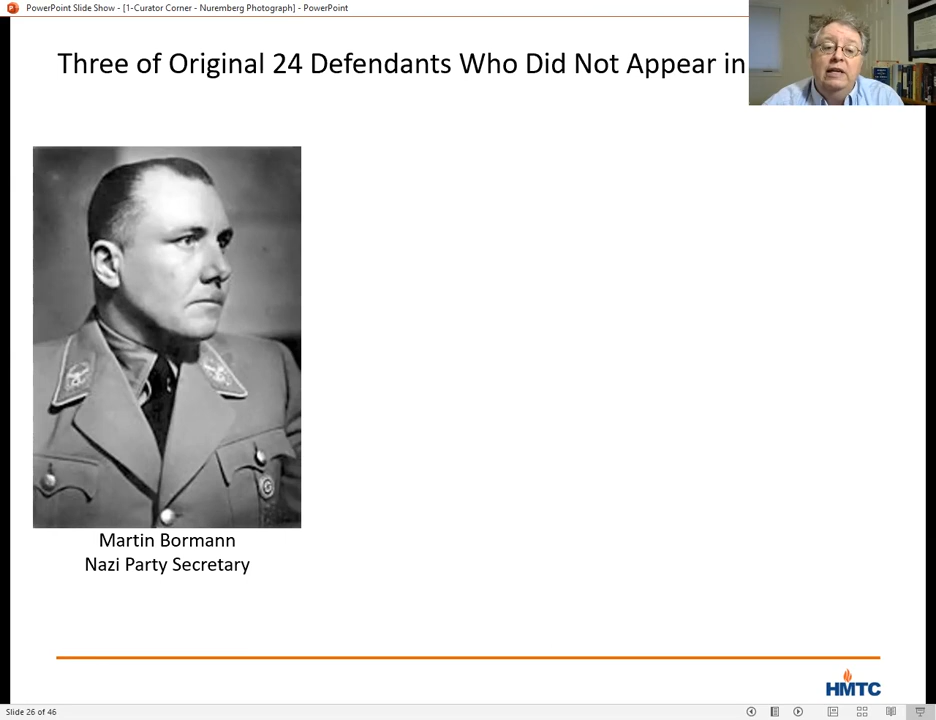 PowerPoint Slide Show - [1-Curator Corner - Nuremberg Photograph] - PowerPoint
Three of Original 24 Defendants Who Did Not Appear in
Martin Bormann
Nazi Party Secretary
HMTC
Slide 26 of 46